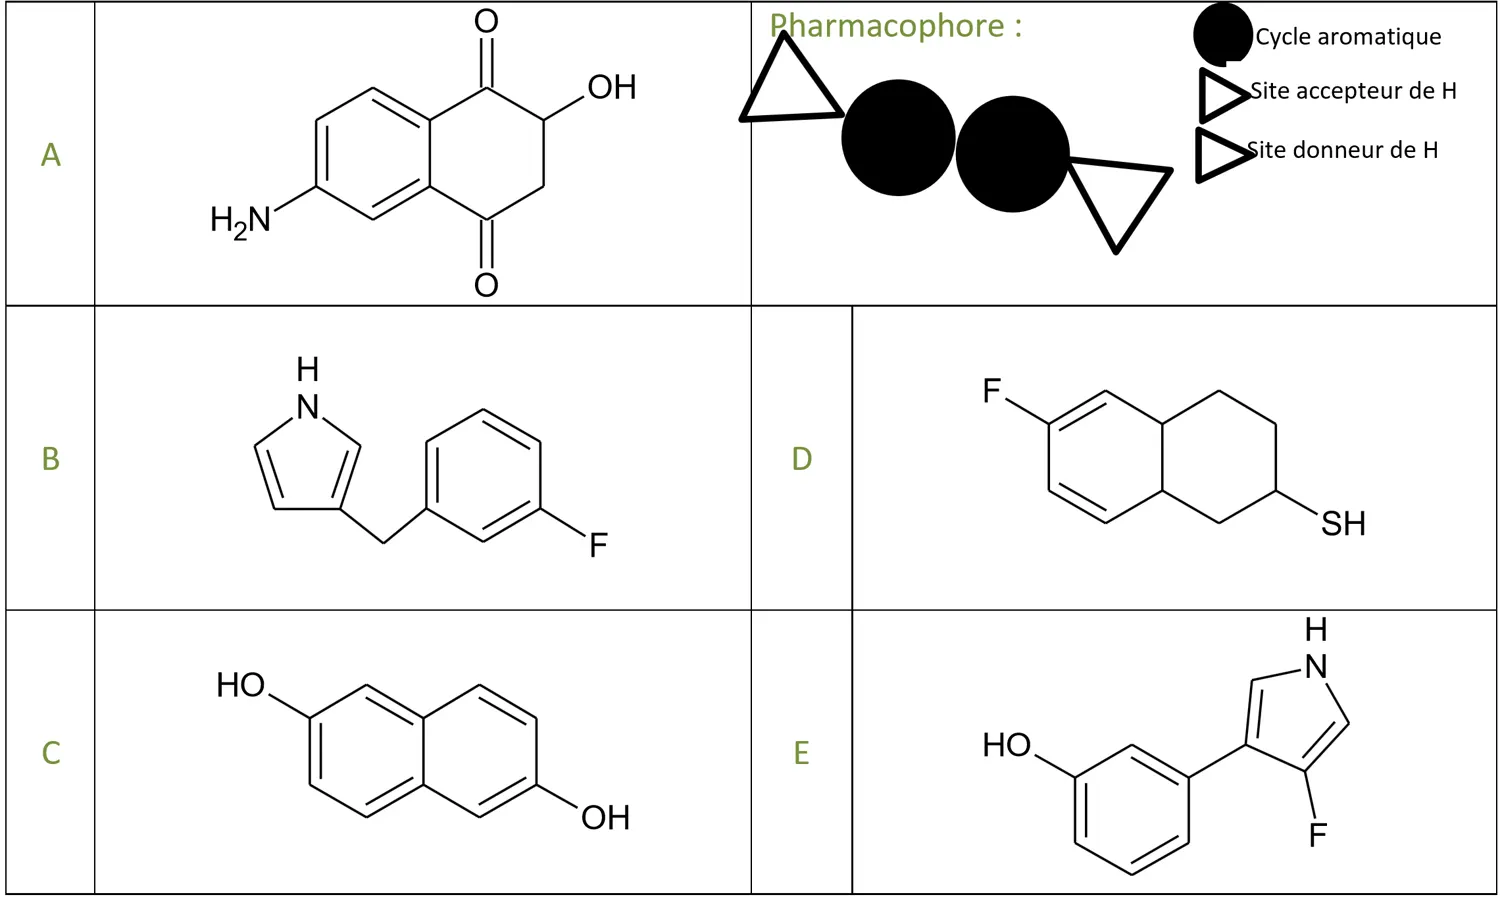 A
O
OH
H2N
O
Pharmacophore :
Cycle aromatique
Site accepteur de H
Site donneur de H
B
H
N
F
D
F
SH
C
HO
OH
E
H
N
HO
F